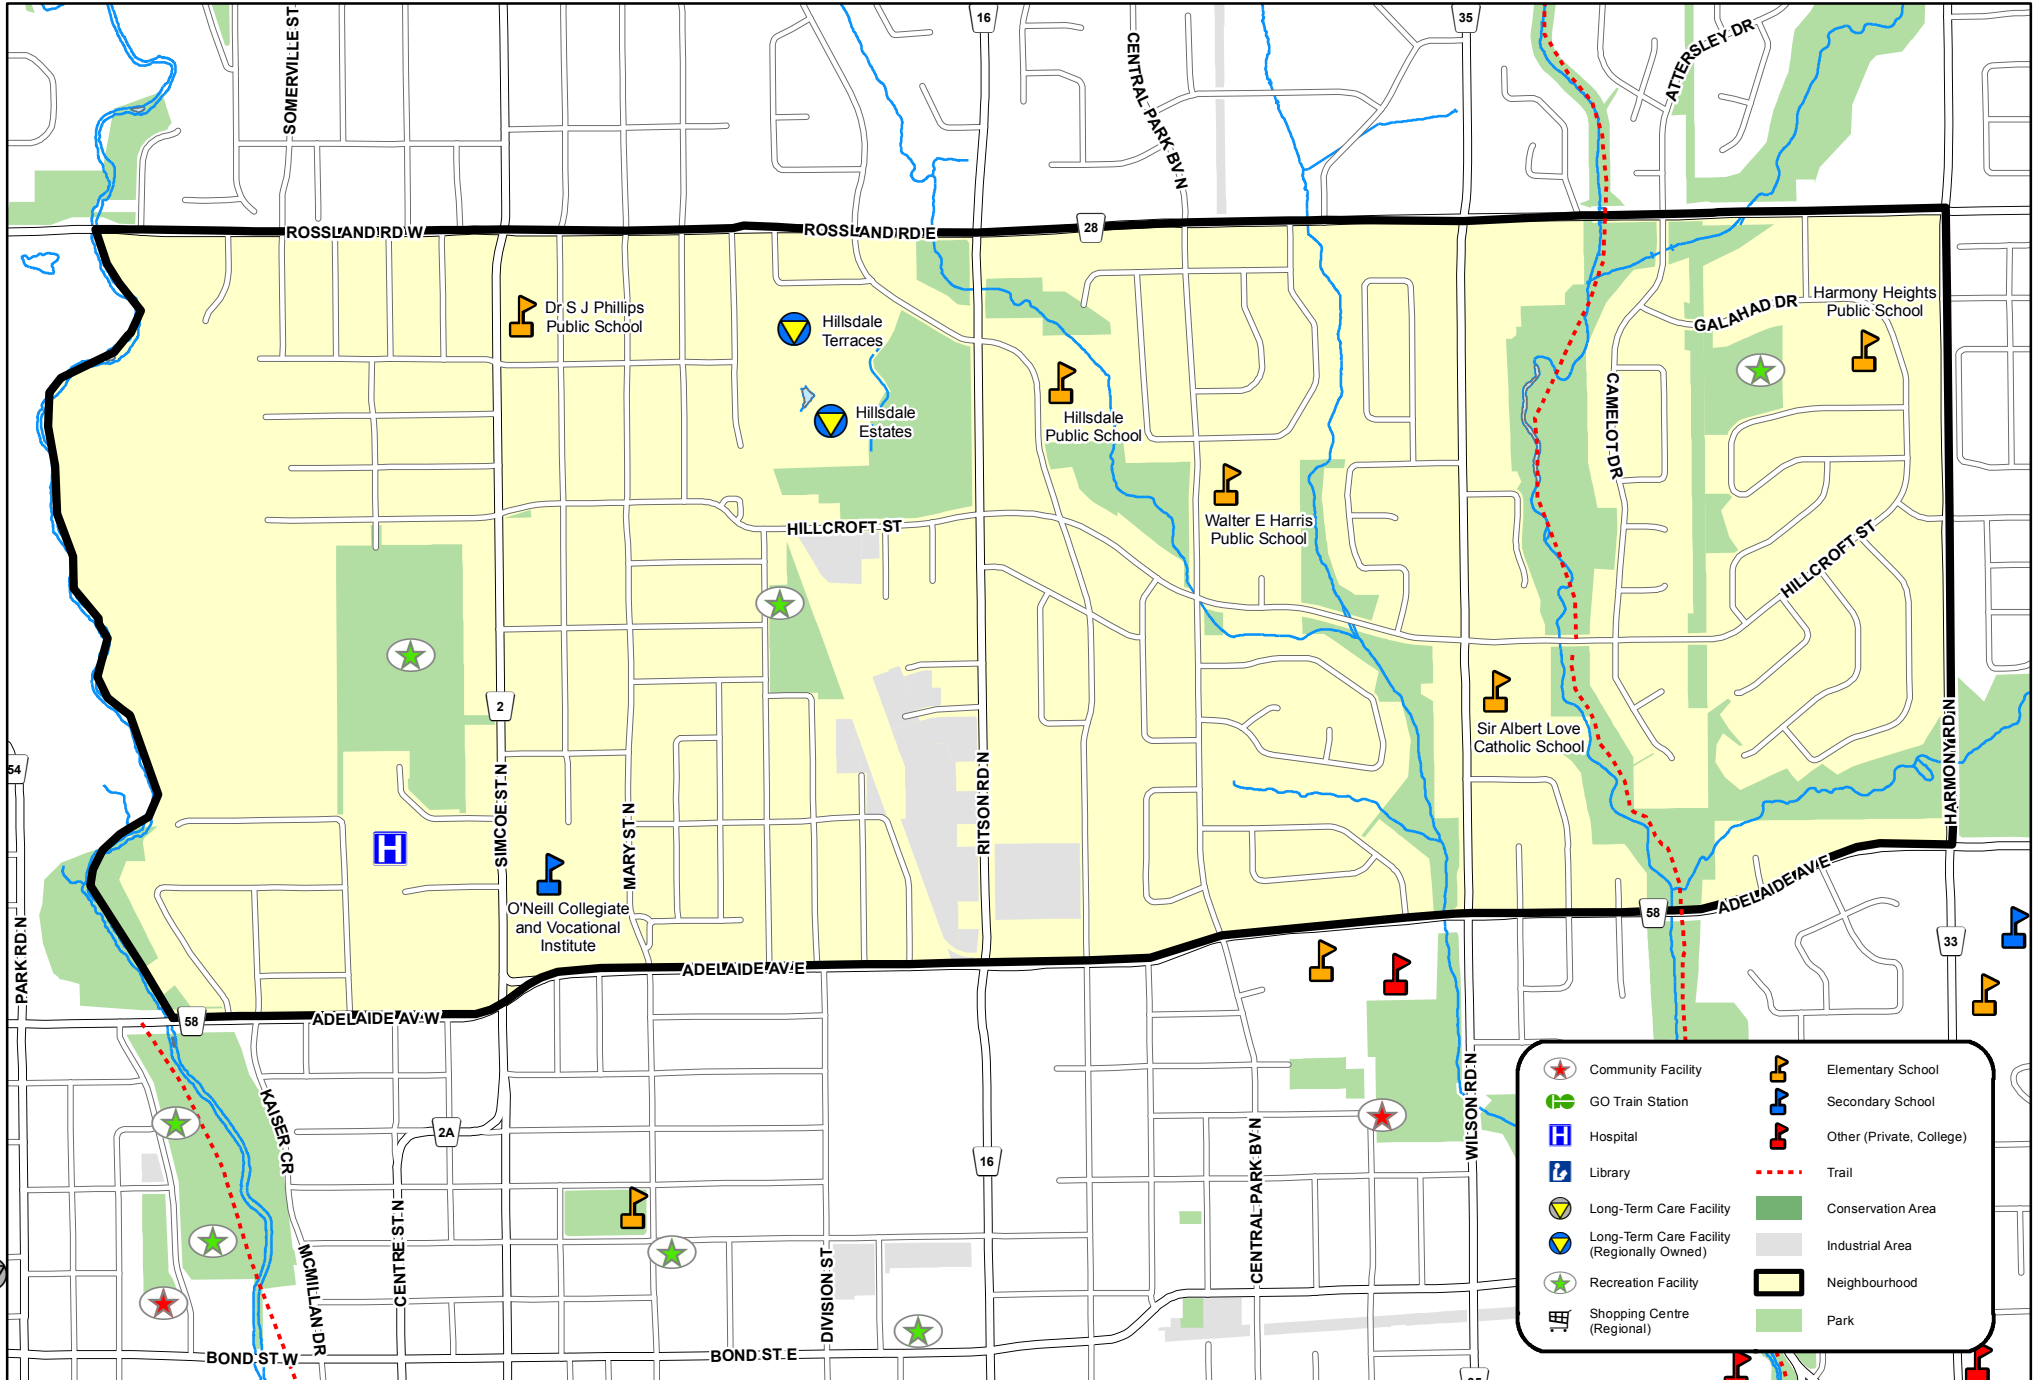 SOMERVILLE ST
16
35
CENTRAL PARK BV N
ATTERSLEY DR
ROSSLAND RD W
ROSSLAND RD E
28
Dr S J Phillips
Public School
Hillsdale
Terraces
Hillsdale
Estates
Hillsdale
Public School
Walter E Harris
Public School
GALAHAD DR
Harmony Heights
Public School
CAMELOT DR
HILLCROFT ST
HILLCROFT ST
2
Sir Albert Love
Catholic School
HARMONY RD N
54
SIMCOE ST N
MARY ST N
RITSON RD N
PARK RD N
O'Neill Collegiate
and Vocational
Institute
58
ADELAIDE AV E
ADELAIDE AV E
58
ADELAIDE AV W
33
KAISER CR
2A
16
CENTRE ST N
MCMILLAN DR
DIVISION ST
CENTRAL PARK BV N
WILSON RD N
BOND ST W
BOND ST E
Community Facility
GO Train Station
Hospital
Library
Long-Term Care Facility
Long-Term Care Facility
(Regionally Owned)
Recreation Facility
Shopping Centre
(Regional)
Elementary School
Secondary School
Other (Private, College)
Trail
Conservation Area
Industrial Area
Neighbourhood
Park
H
H